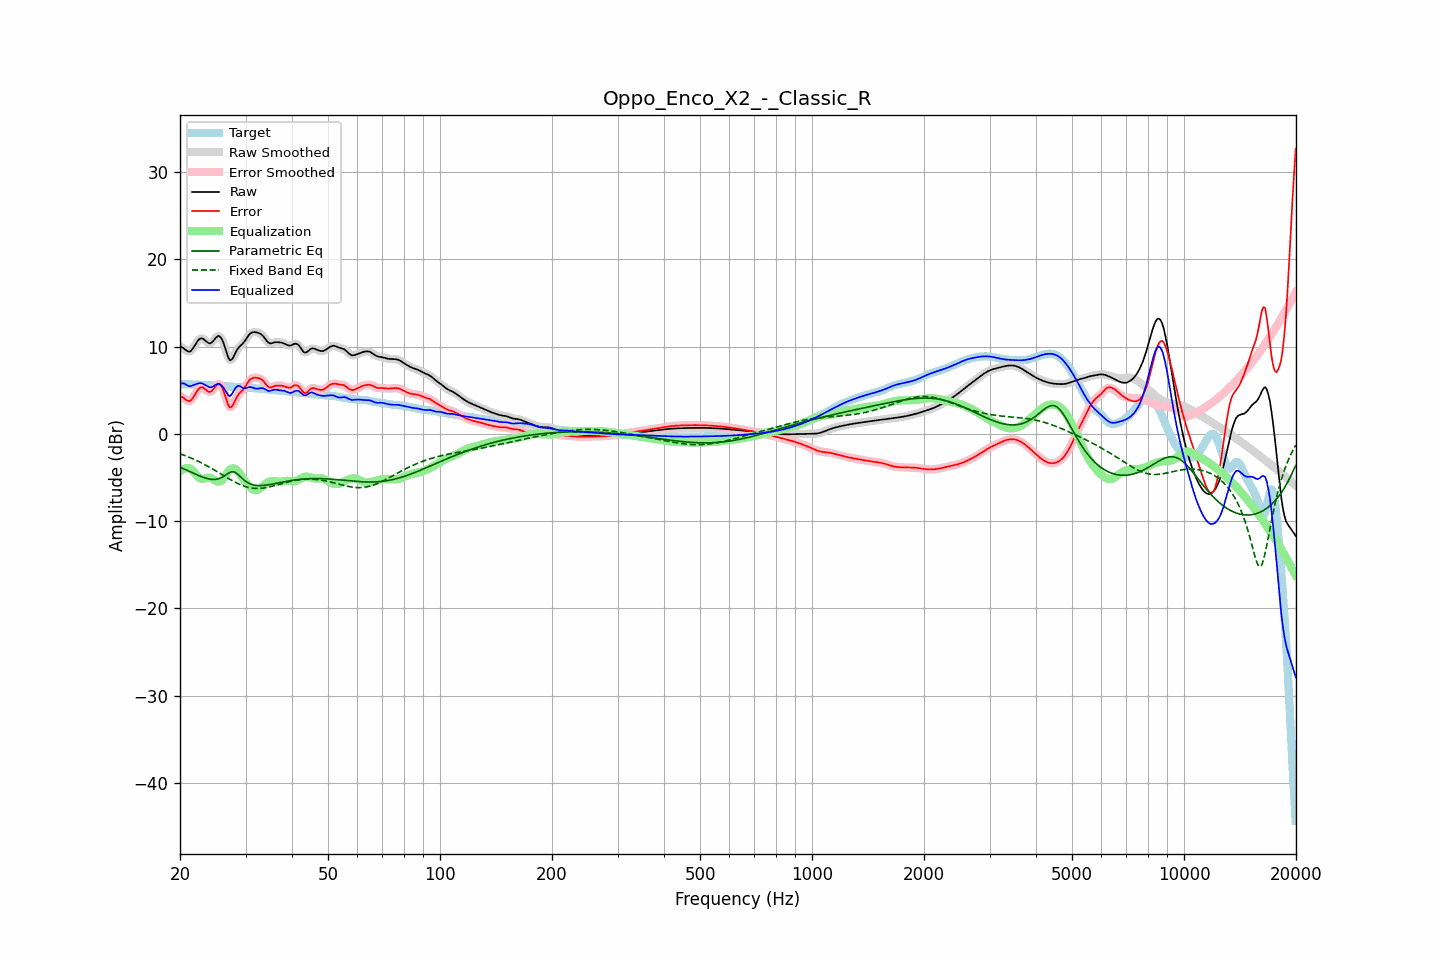 Oppo_Enco_X2_-_Classic_R
Target
Raw Smoothed
Error Smoothed
Raw
Error
Equalization
Parametric Eq
Fixed Band Eq
Equalized
30
20
10
0
−10
−20
−30
−40
Amplitude (dBr)
20
50
100
200
500
1000
2000
5000
10000
20000
Frequency (Hz)